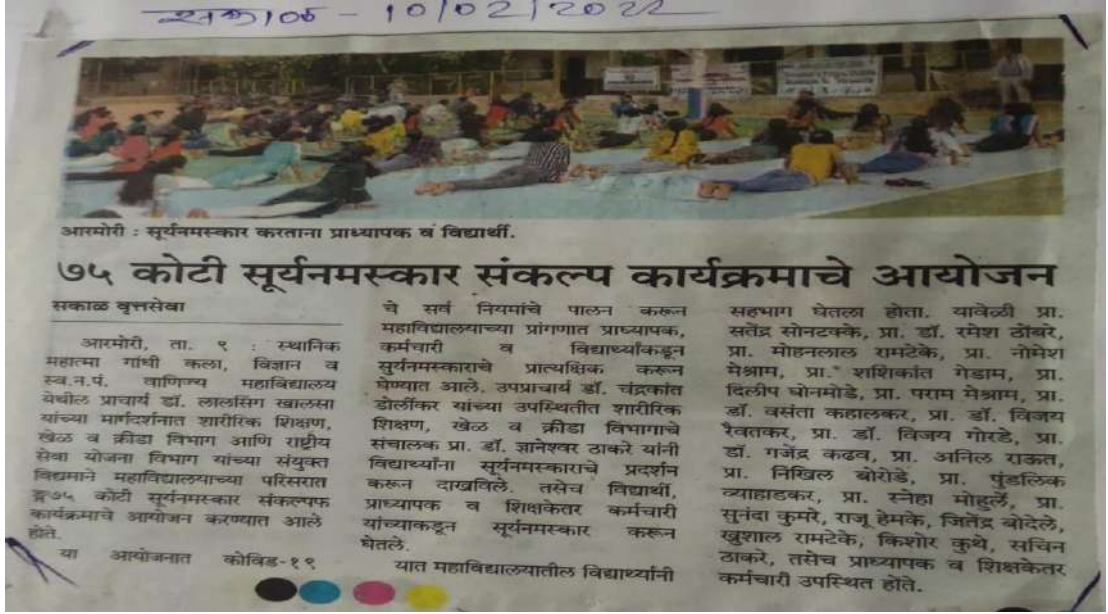 सकाळ - 10/02/2022
आरमोरी : सूर्यनमस्कार करताना प्राध्यापक व विद्यार्थी.
७५ कोटी सूर्यनमस्कार संकल्प कार्यक्रमाचे आयोजन
सकाळ वृत्तसेवा
आरमोरी, ता. ९ : स्थानिक
महात्मा गांधी कला, विज्ञान व
स्व.न.पं. वाणिज्य महाविद्यालय
येथील प्राचार्य डॉ. लालसिंग खालसा
यांच्या मार्गदर्शनात शारीरिक शिक्षण,
खेळ व क्रीडा विभाग आणि राष्ट्रीय
सेवा योजना विभाग यांच्या संयुक्त
विद्यमाने महाविद्यालयाच्या परिसरात
द्व७५ कोटी सूर्यनमस्कार संकल्पफ
कार्यक्रमाचे आयोजन करण्यात आले
होते.
या आयोजनात कोविड-१९
चे सर्व नियमांचे पालन करून
महाविद्यालयाच्या प्रांगणात प्राध्यापक,
कर्मचारी व विद्यार्थ्यांकडून
सुर्यनमस्काराचे प्रात्यक्षिक करून
घेण्यात आले. उपप्राचार्य डॉ. चंद्रकांत
डोर्लीकर यांच्या उपस्थितीत शारीरिक
शिक्षण, खेळ व क्रीडा विभागाचे
संचालक प्रा. डॉ. ज्ञानेश्वर ठाकरे यांनी
विद्यार्थ्यांना सूर्यनमस्काराचे प्रदर्शन
करून दाखविले. तसेच विद्यार्थी,
प्राध्यापक व शिक्षकेतर कर्मचारी
यांच्याकडून सूर्यनमस्कार करून
घेतले.
यात महाविद्यालयातील विद्यार्थ्यांनी
सहभाग घेतला होता. यावेळी प्रा.
सतेंद्र सोनटक्के, प्रा. डॉ. रमेश ठोंबरे,
प्रा. मोहनलाल रामटेके, प्रा. नोमेश
मेश्राम, प्रा. शशिकांत गेडाम, प्रा.
दिलीप घोनमोडे, प्रा. पराम मेश्राम, प्रा.
डॉ. वसंता कहालकर, प्रा. डॉ. विजय
रैवतकर, प्रा. डॉ. विजय गोरडे, प्रा.
डॉ. गजेंद्र कढव, प्रा. अनिल राऊत,
प्रा. निखिल बोरोडे, प्रा. पुंडलिक
व्याहाडकर, प्रा. स्नेहा मोहुर्ले, प्रा.
सुनंदा कुमरे, राजू हेमके, जितेंद्र बोदेले,
खुशाल रामटेके, किशोर कुथे, सचिन
ठाकरे, तसेच प्राध्यापक व शिक्षकेतर
कर्मचारी उपस्थित होते.